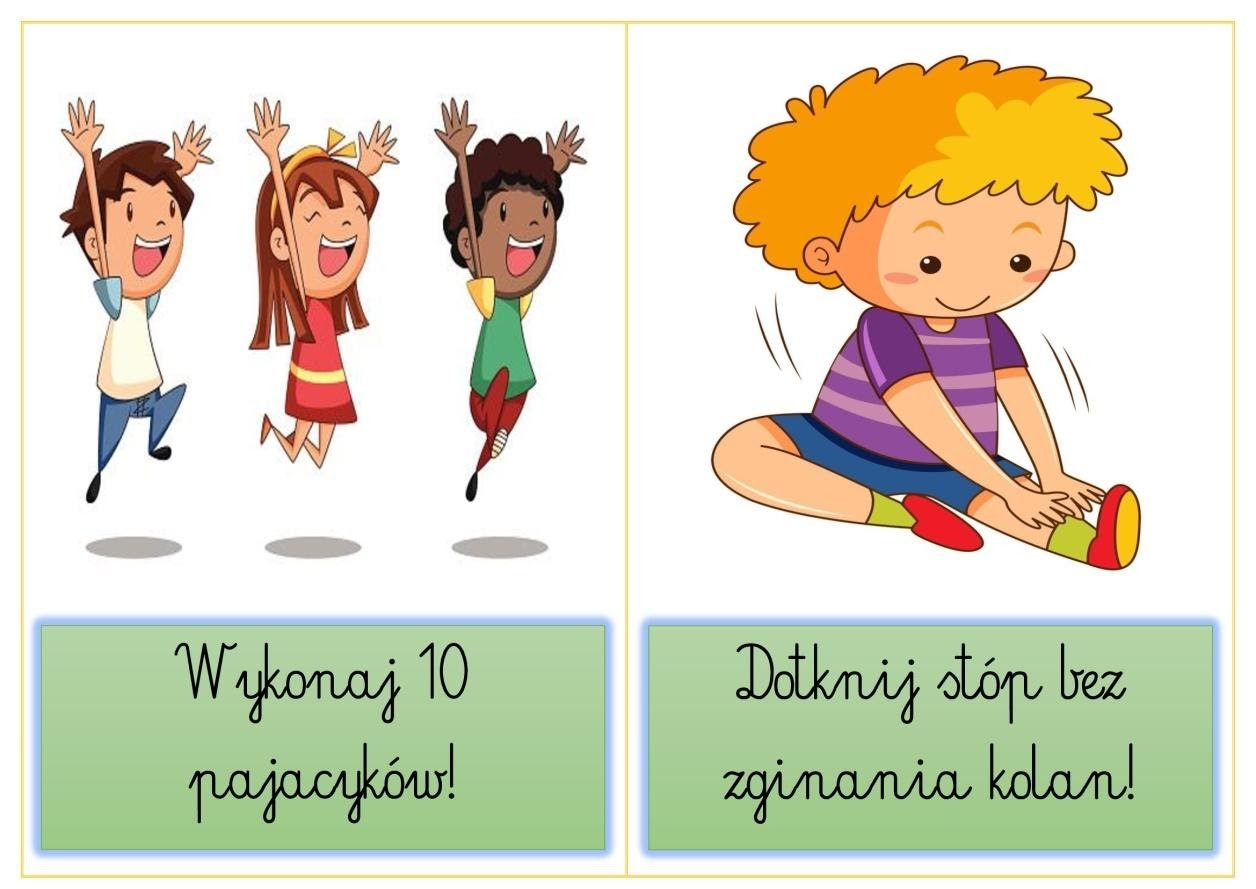 Wykonaj 10
pajacyków!
Dotknij stóp bez
zginania kolan!